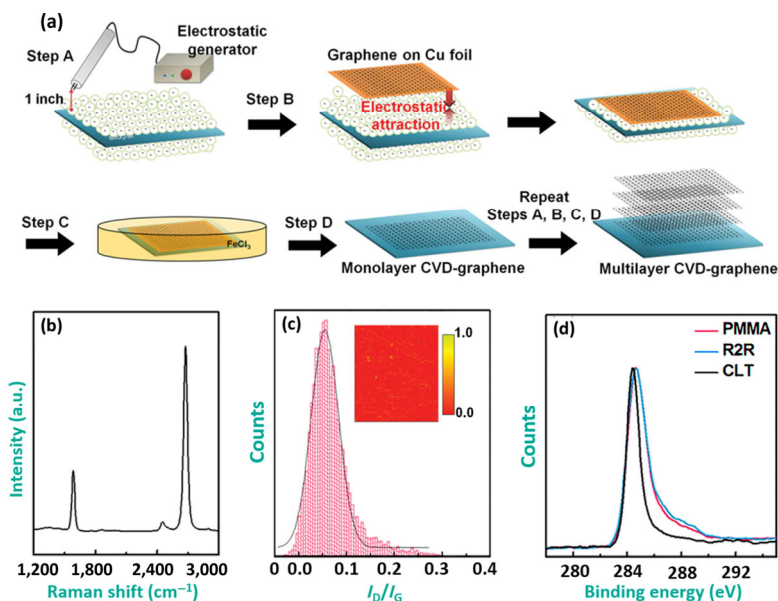 (a)
Electrostatic
generator
Step A
1 inch
Step B
Graphene on Cu foil
Electrostatic
attraction
Step C
FeCl₃
Step D
Monolayer CVD-graphene
Repeat
Steps A, B, C, D
Multilayer CVD-graphene
(b)
Intensity (a.u.)
1,200 1,800 2,400 3,000
Raman shift (cm⁻¹)
(c)
1.0
0.0
Counts
0 0.0 0.1 0.2 0.3 0.4
I_D/I_G
(d)
PMMA
R2R
CLT
Counts
280 284 288 292
Binding energy (eV)